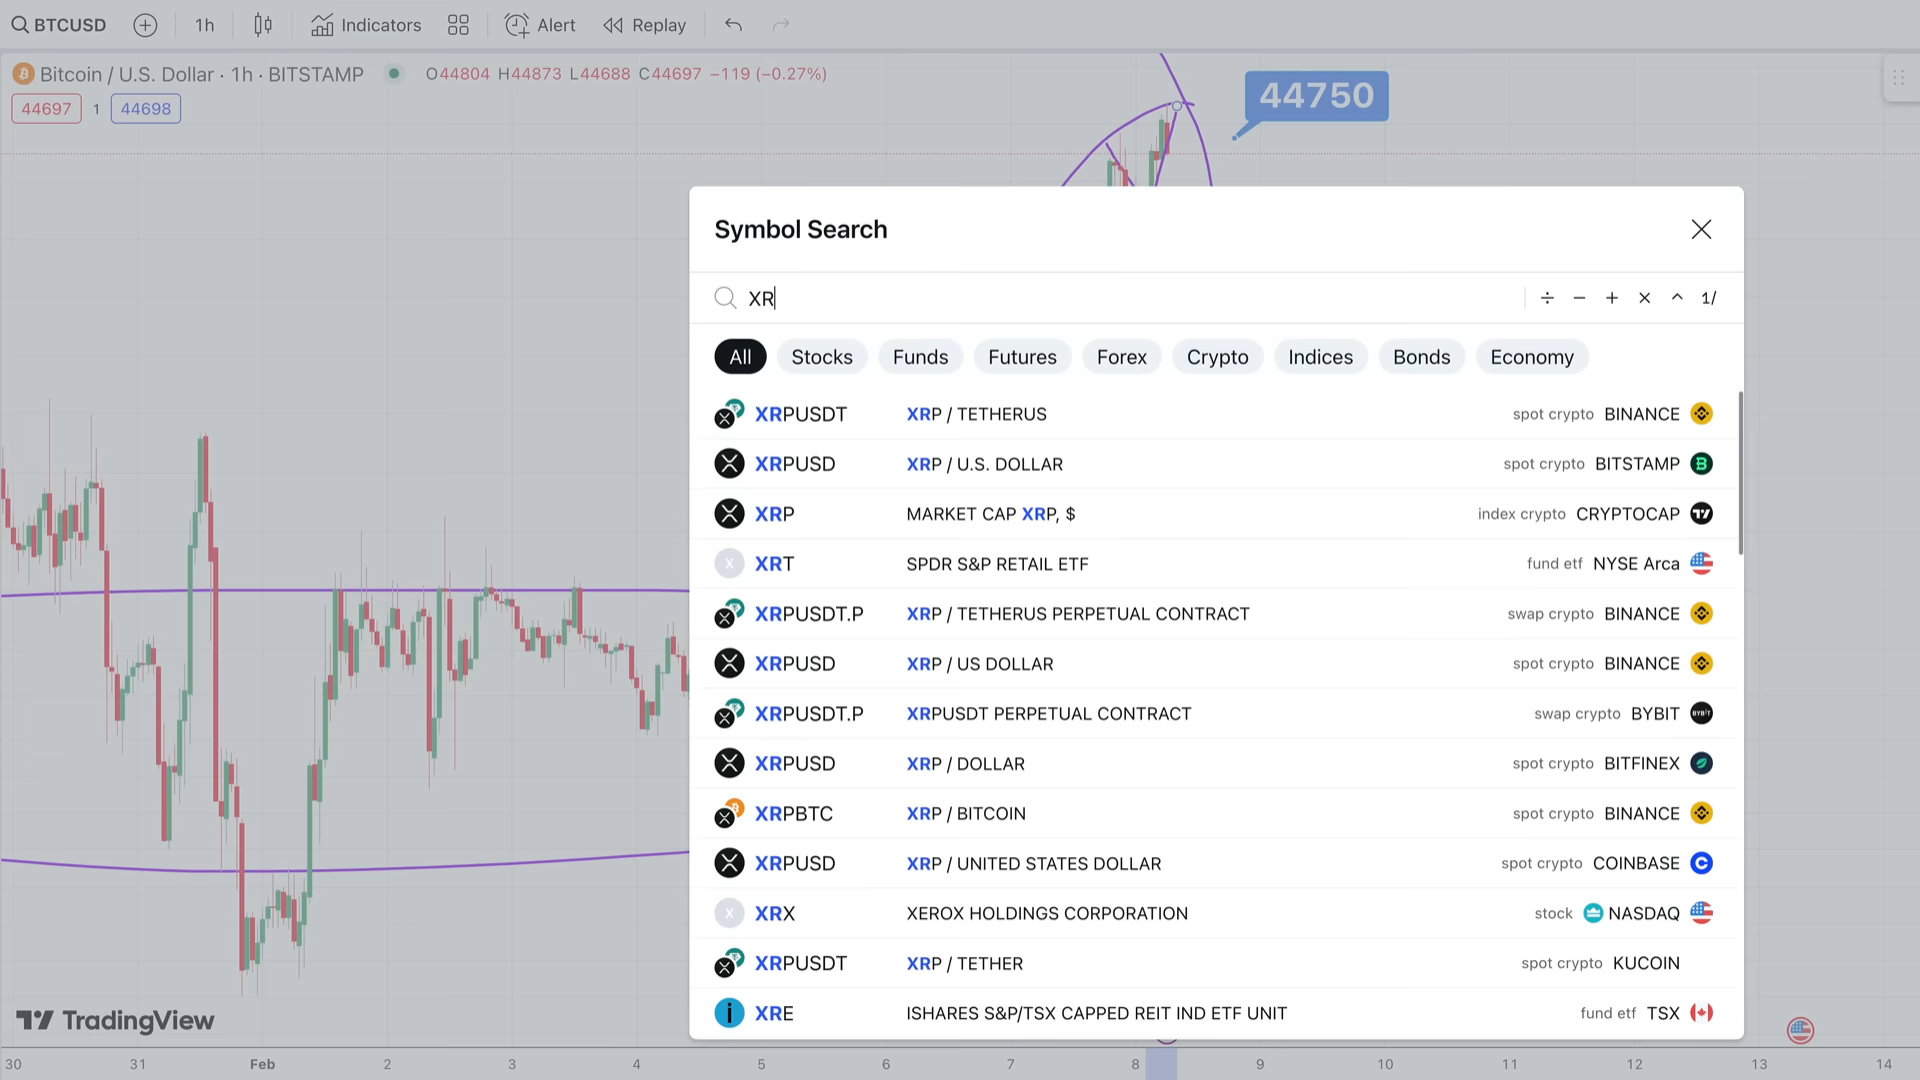 BTCUSD 1h Indicators Alert Replay
Bitcoin / U.S. Dollar · 1h · BITSTAMP O44804 H44873 L44688 C44697 −119 (−0.27%)
44697 1 44698
44750
Symbol Search
XR ÷ − + × ^ 1/
All Stocks Funds Futures Forex Crypto Indices Bonds Economy
XRPUSDT XRP / TETHERUS spot crypto BINANCE
XRPUSD XRP / U.S. DOLLAR spot crypto BITSTAMP
XRP MARKET CAP XRP, $ index crypto CRYPTOCAP
XRT SPDR S&P RETAIL ETF fund etf NYSE Arca
XRPUSDT.P XRP / TETHERUS PERPETUAL CONTRACT swap crypto BINANCE
XRPUSD XRP / US DOLLAR spot crypto BINANCE
XRPUSDT.P XRPUSDT PERPETUAL CONTRACT swap crypto BYBIT
XRPUSD XRP / DOLLAR spot crypto BITFINEX
XRPBTC XRP / BITCOIN spot crypto BINANCE
XRPUSD XRP / UNITED STATES DOLLAR spot crypto COINBASE
XRX XEROX HOLDINGS CORPORATION stock NASDAQ
XRPUSDT XRP / TETHER spot crypto KUCOIN
XRE ISHARES S&P/TSX CAPPED REIT IND ETF UNIT fund etf TSX
TradingView
30 31 Feb 2 3 4 5 6 7 8 9 10 11 12 13 14